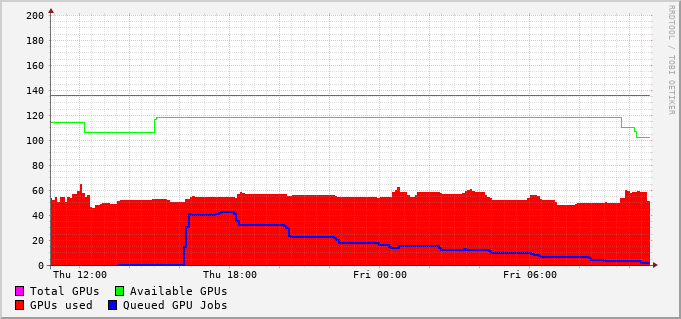 RRDTOOL / TOBI OETIKER
200
180
160
140
120
100
80
60
40
20
0
Thu 12:00 Thu 18:00 Fri 00:00 Fri 06:00
Total GPUs Available GPUs
GPUs used Queued GPU Jobs